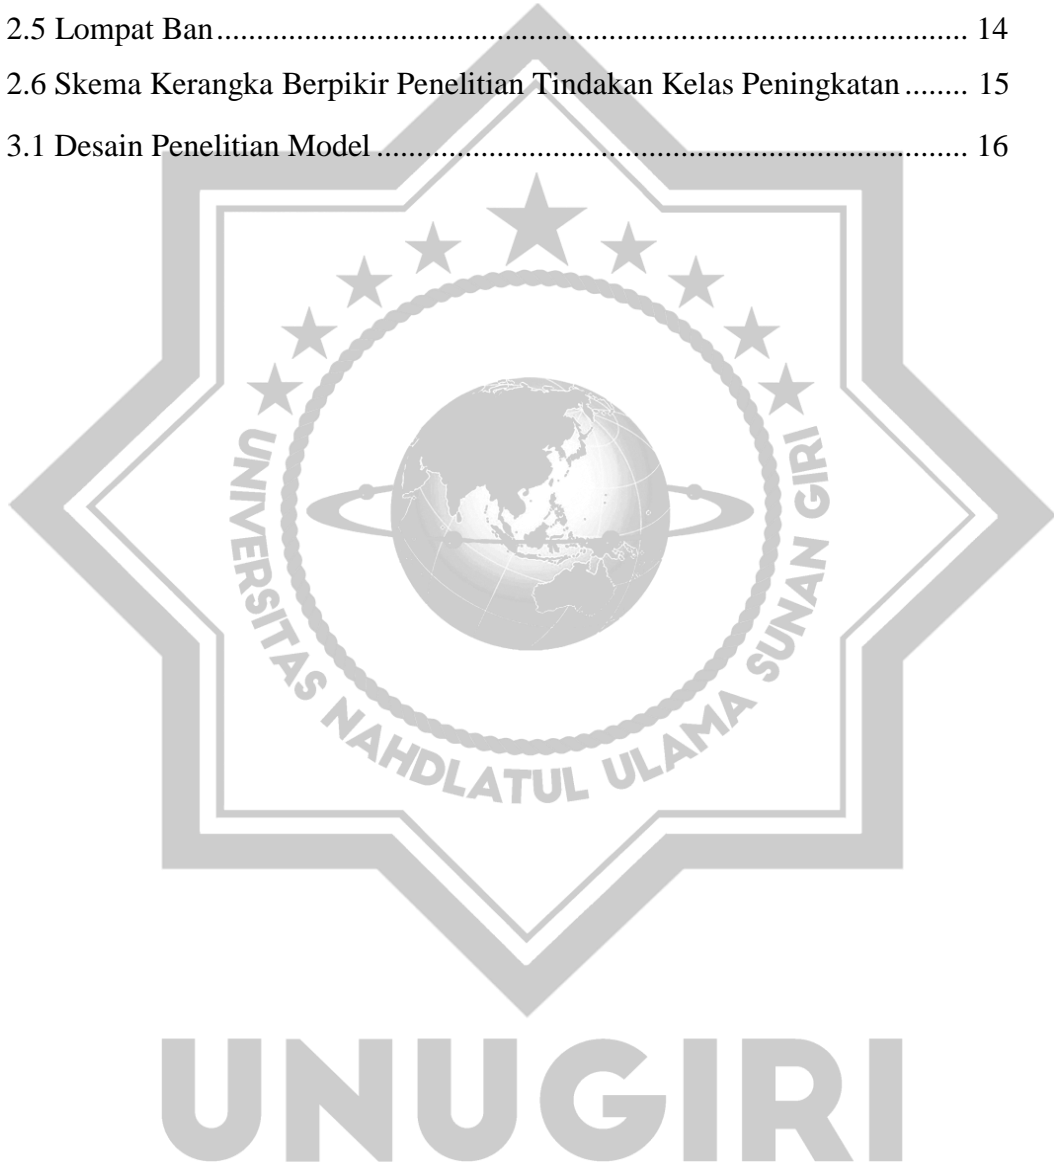 2.5 Lompat Ban............................................................................................. 14
2.6 Skema Kerangka Berpikir Penelitian Tindakan Kelas Peningkatan ........ 15
3.1 Desain Penelitian Model.......................................................................... 16
UNIVERSITAS NAHDLATUL ULAMA SUNAN GIRI
UNUGIRI